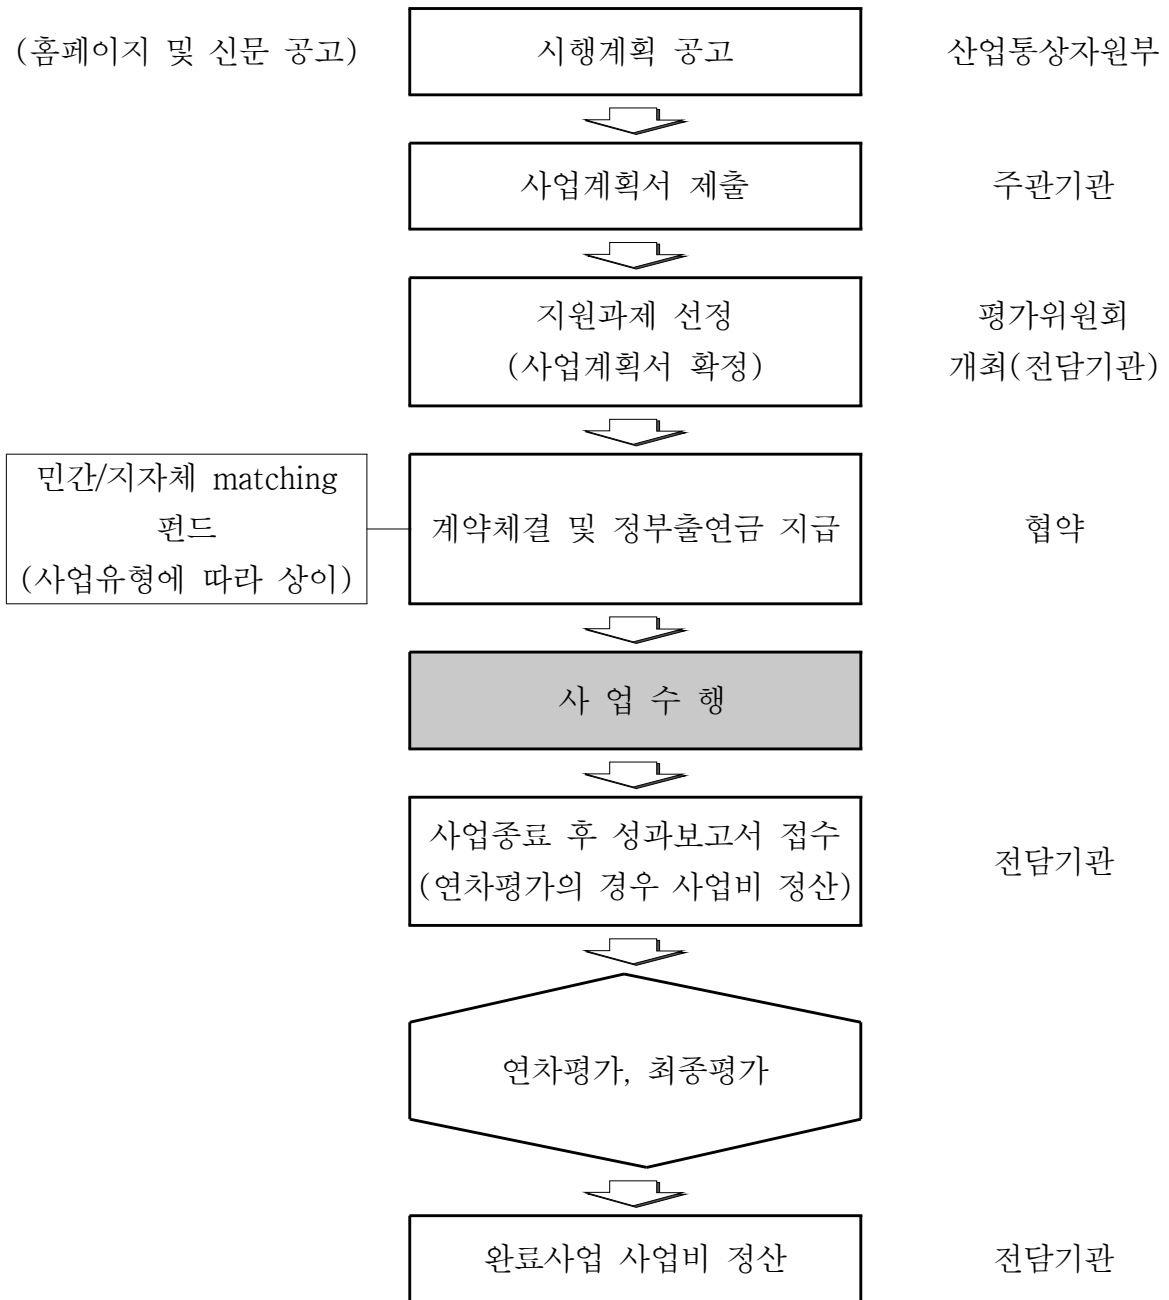 (홈페이지 및 신문 공고)
시행계획 공고
산업통상자원부
사업계획서 제출
주관기관
지원과제 선정
(사업계획서 확정)
평가위원회
개최(전담기관)
민간/지자체 matching
펀드
(사업유형에 따라 상이)
계약체결 및 정부출연금 지급
협약
사 업 수 행
사업종료 후 성과보고서 접수
(연차평가의 경우 사업비 정산)
전담기관
연차평가, 최종평가
완료사업 사업비 정산
전담기관